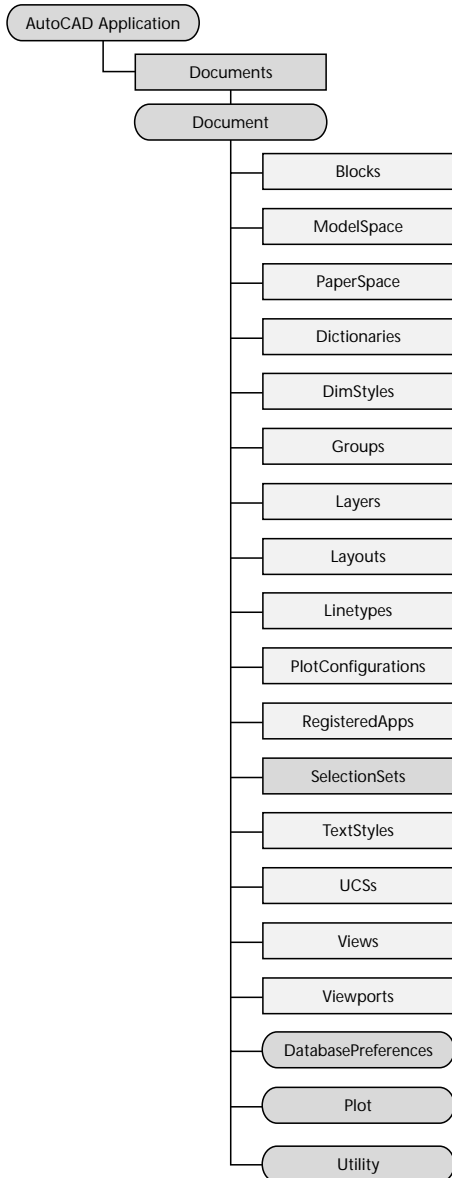 AutoCAD Application
Documents
Document
Blocks
ModelSpace
PaperSpace
Dictionaries
DimStyles
Groups
Layers
Layouts
Linetypes
PlotConfigurations
RegisteredApps
SelectionSets
TextStyles
UCSs
Views
Viewports
DatabasePreferences
Plot
Utility